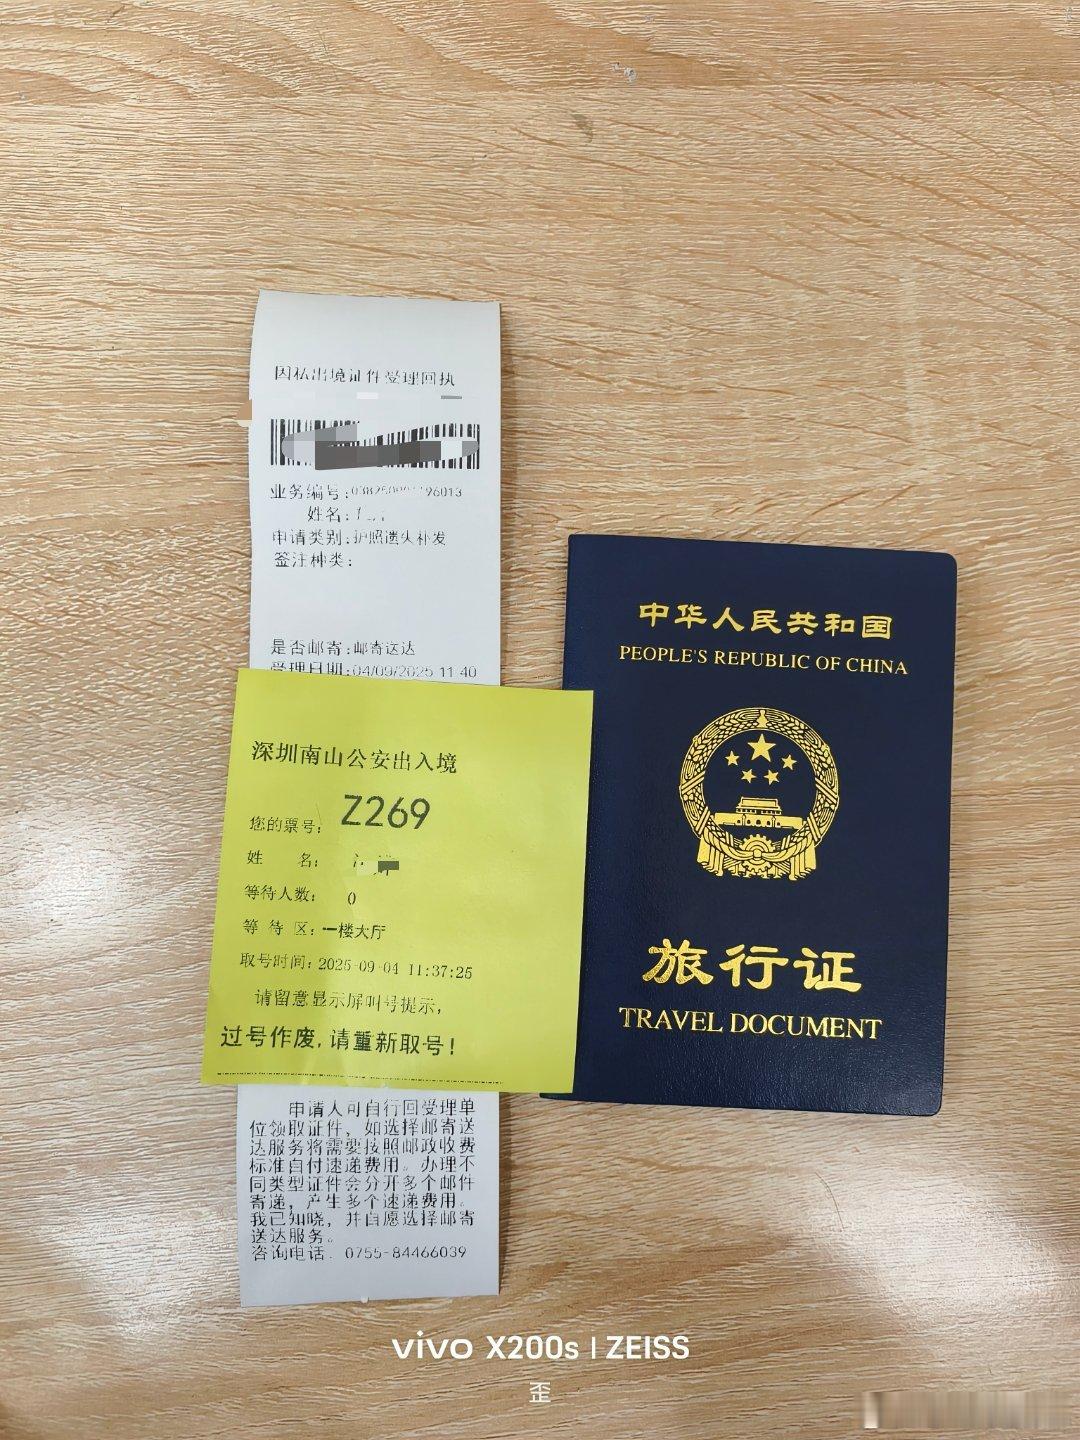 因私出境证件受理回执
业务编号:
姓名:
申请类别:护照遗失补发
签注种类:
是否邮寄:邮寄送达
受理日期:04/09/2025 11:40
深圳南山公安出入境
您的票号: Z269
姓 名:
等待人数: 0
等 待 区:一楼大厅
取号时间:2025-09-04 11:37:25
请留意显示屏叫号提示,
过号作废,请重新取号!
申请人可自行回受理单
位领取证件，如选择邮寄送
达服务将需要按照邮政收费
标准自付速递费用。办理不
同类型证件会分开多个邮件
寄递，产生多个速递费用。
我已知晓，并自愿选择邮寄
送达服务。
咨询电话：0755-84466039
中华人民共和国
PEOPLE'S REPUBLIC OF CHINA
旅行证
TRAVEL DOCUMENT
vivo X200s | ZEISS
歪